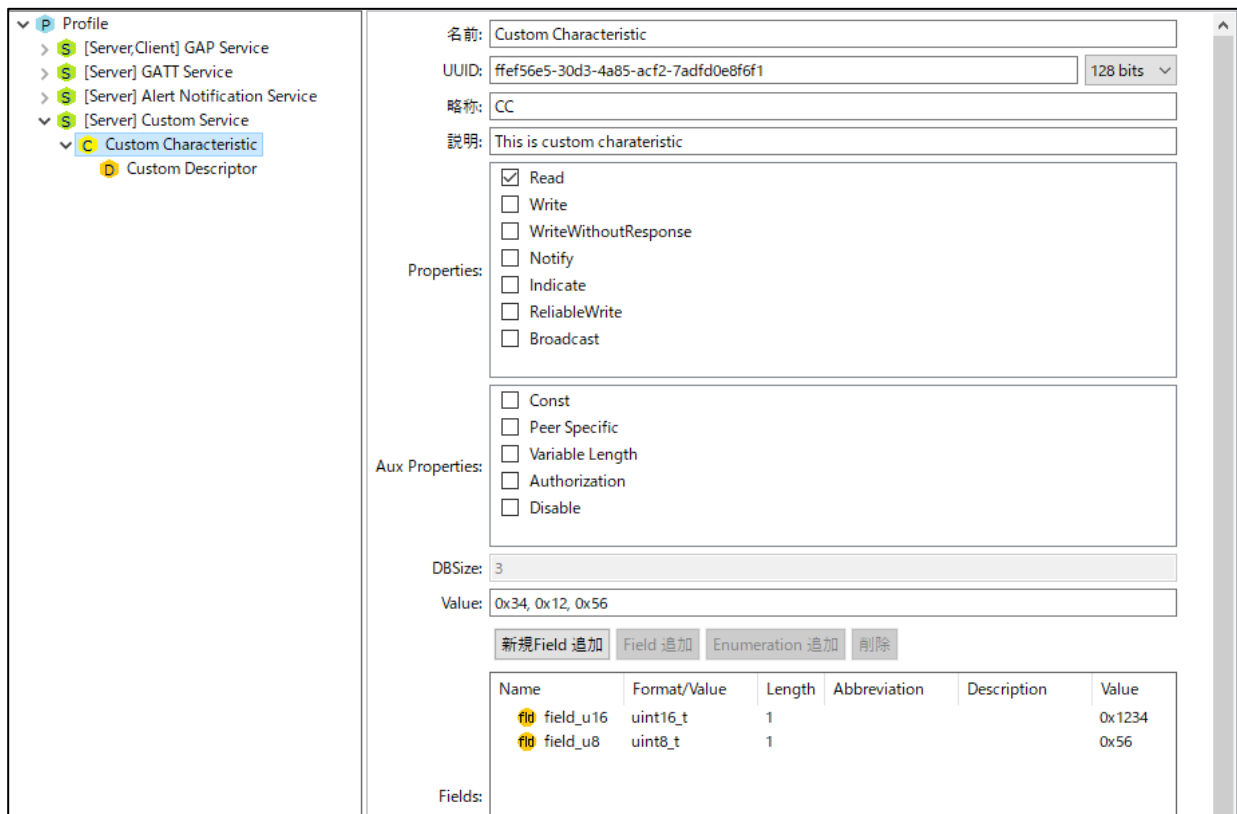 Profile
[Server,Client] GAP Service
[Server] GATT Service
[Server] Alert Notification Service
[Server] Custom Service
Custom Characteristic
Custom Descriptor
名前: Custom Characteristic
UUID: ffef56e5-30d3-4a85-acf2-7adfd0e8f6f1 128 bits
略称: CC
説明: This is custom charateristic
Properties:
Read
Write
WriteWithoutResponse
Notify
Indicate
ReliableWrite
Broadcast
Aux Properties:
Const
Peer Specific
Variable Length
Authorization
Disable
DBSize: 3
Value: 0x34, 0x12, 0x56
新規Field 追加 Field 追加 Enumeration 追加 削除
Fields:
Name Format/Value Length Abbreviation Description Value
fld field_u16 uint16_t 1 0x1234
fld field_u8 uint8_t 1 0x56